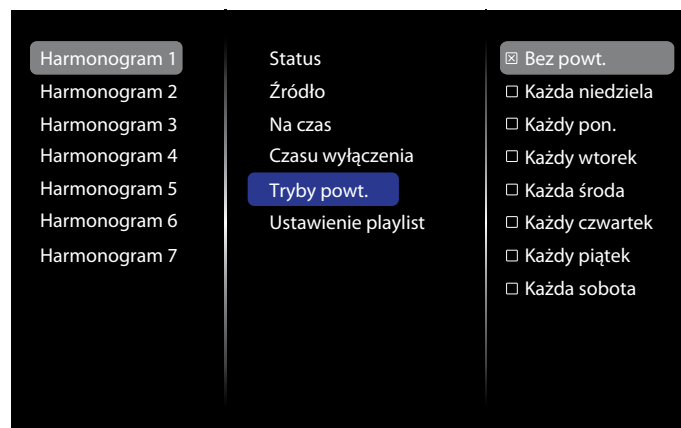 Harmonogram 1
Harmonogram 2
Harmonogram 3
Harmonogram 4
Harmonogram 5
Harmonogram 6
Harmonogram 7
Status
Źródło
Na czas
Czasu wyłączenia
Tryby powt.
Ustawienie playlist
☒ Bez powt.
☐ Każda niedziela
☐ Każdy pon.
☐ Każdy wtorek
☐ Każda środa
☐ Każdy czwartek
☐ Każdy piątek
☐ Każda sobota